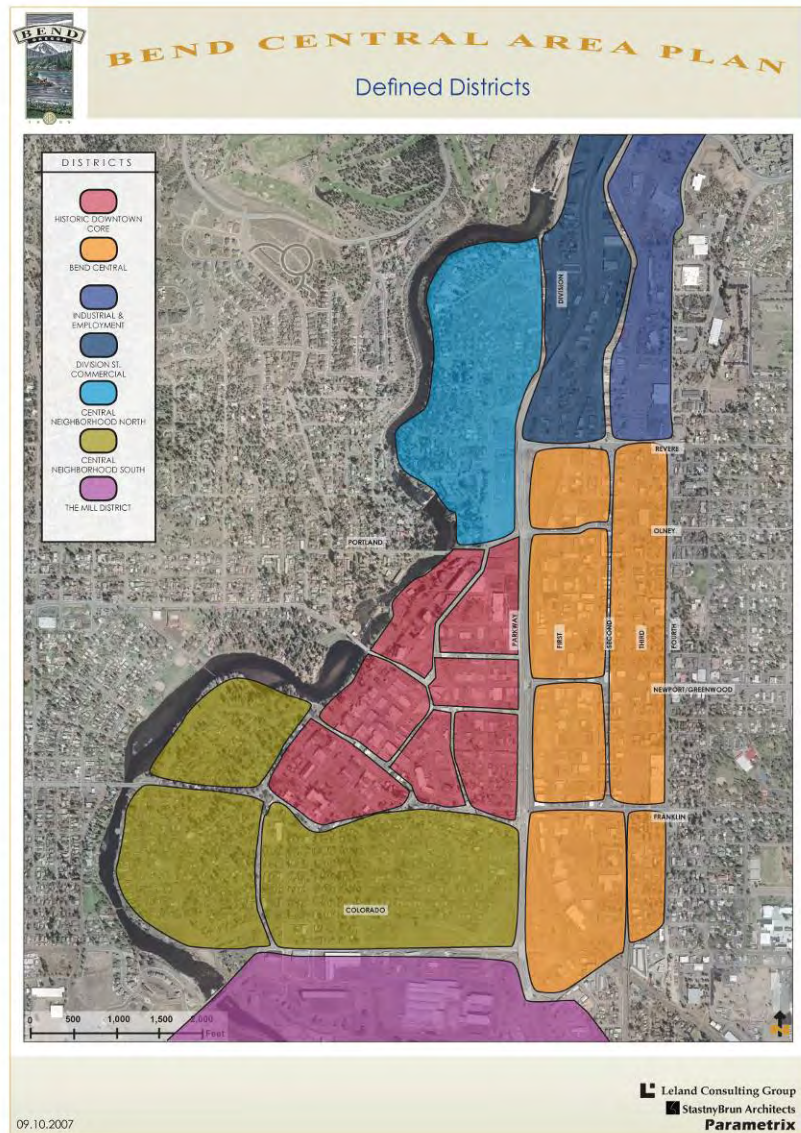 BEND
OREGON
BEND CENTRAL AREA PLAN
Defined Districts
DISTRICTS
HISTORIC DOWNTOWN
CORE
BEND CENTRAL
INDUSTRIAL &
EMPLOYMENT
DIVISION ST.
COMMERCIAL
CENTRAL
NEIGHBORHOOD NORTH
CENTRAL
NEIGHBORHOOD SOUTH
THE MILL DISTRICT
DIVISION
REVERE
OLNEY
PORTLAND
PARKWAY
FIRST
SECOND
THIRD
FOURTH
NEWPORT/GREENWOOD
FRANKLIN
COLORADO
0 500 1,000 1,500 2,000
Feet
Leland Consulting Group
StastnyBrun Architects
Parametrix
09.10.2007